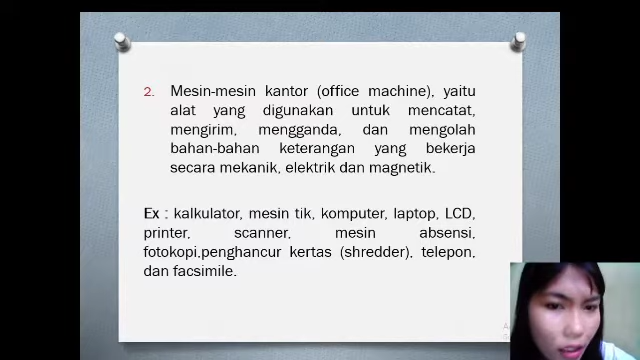 2. Mesin-mesin kantor (office machine), yaitu
alat yang digunakan untuk mencatat,
mengirim, mengganda, dan mengolah
bahan-bahan keterangan yang bekerja
secara mekanik, elektrik dan magnetik.
Ex : kalkulator, mesin tik, komputer, laptop, LCD,
printer, scanner, mesin absensi,
fotokopi,penghancur kertas (shredder), telepon,
dan facsimile.